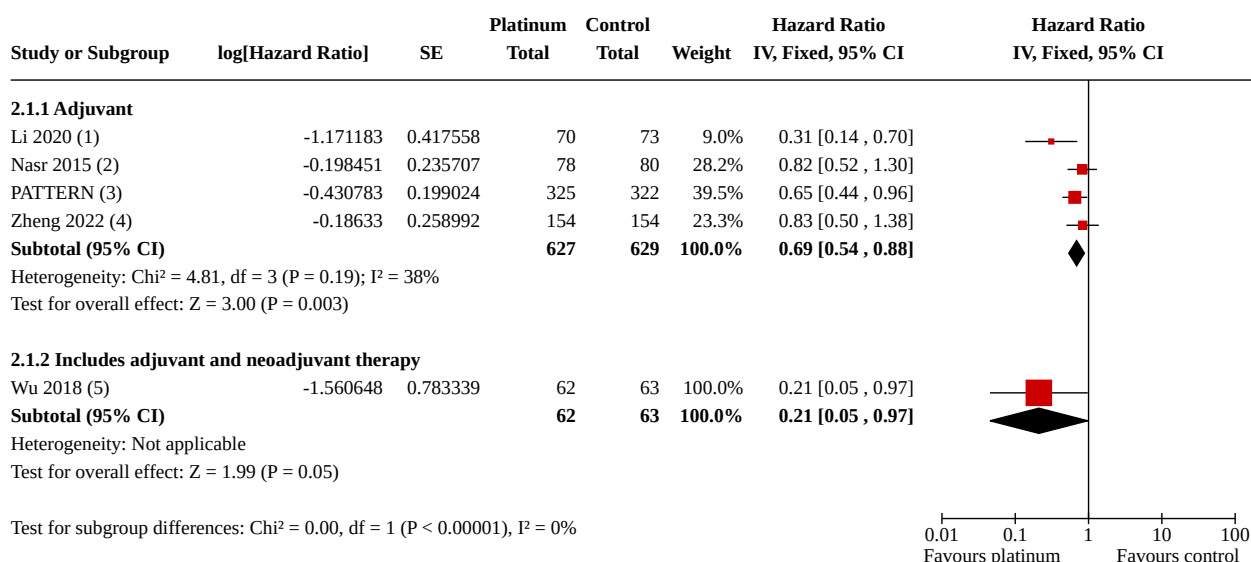 Platinum Control Hazard Ratio Hazard Ratio
Study or Subgroup log[Hazard Ratio] SE Total Total Weight IV, Fixed, 95% CI IV, Fixed, 95% CI
2.1.1 Adjuvant
Li 2020 (1) -1.171183 0.417558 70 73 9.0% 0.31 [0.14 , 0.70]
Nasr 2015 (2) -0.198451 0.235707 78 80 28.2% 0.82 [0.52 , 1.30]
PATTERN (3) -0.430783 0.199024 325 322 39.5% 0.65 [0.44 , 0.96]
Zheng 2022 (4) -0.18633 0.258992 154 154 23.3% 0.83 [0.50 , 1.38]
Subtotal (95% CI) 627 629 100.0% 0.69 [0.54 , 0.88]
Heterogeneity: Chi² = 4.81, df = 3 (P = 0.19); I² = 38%
Test for overall effect: Z = 3.00 (P = 0.003)
2.1.2 Includes adjuvant and neoadjuvant therapy
Wu 2018 (5) -1.560648 0.783339 62 63 100.0% 0.21 [0.05 , 0.97]
Subtotal (95% CI) 62 63 100.0% 0.21 [0.05 , 0.97]
Heterogeneity: Not applicable
Test for overall effect: Z = 1.99 (P = 0.05)
Test for subgroup differences: Chi² = 0.00, df = 1 (P < 0.00001), I² = 0%
0.01 0.1 1 10 100
Favours platinum Favours control